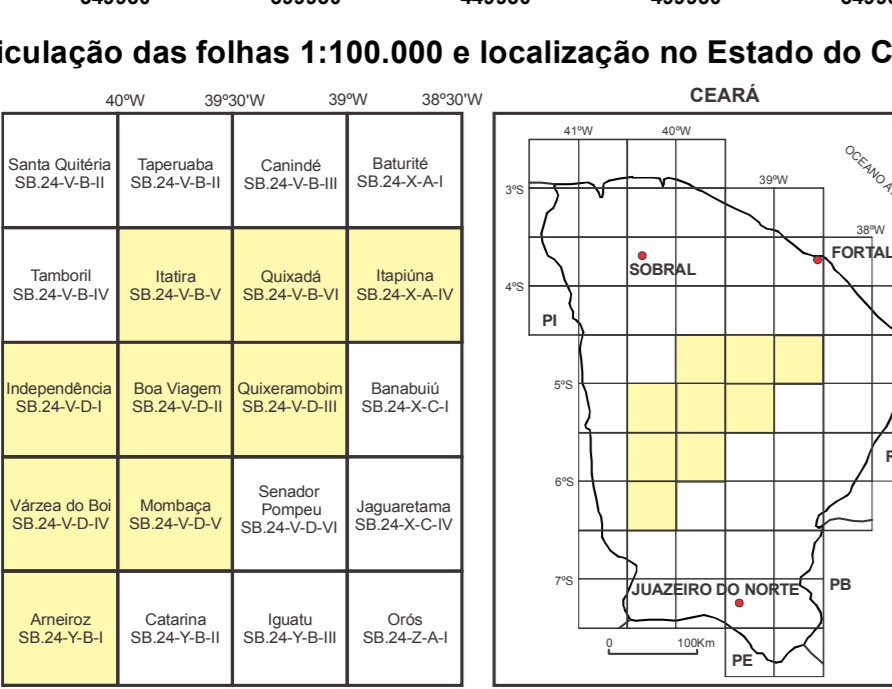 iculação das folhas 1:100.000 e localização no Estado do C
40ºW 39º30'W 39ºW 38º30'W
Santa Quitéria
SB.24-V-B-II
Taperuaba
SB.24-V-B-II
Canindé
SB.24-V-B-III
Baturité
SB.24-X-A-I
Tamboril
SB.24-V-B-IV
Itatira
SB.24-V-B-V
Quixadá
SB.24-V-B-VI
Itapiúna
SB.24-X-A-IV
Independência
SB.24-V-D-I
Boa Viagem
SB.24-V-D-II
Quixeramobim
SB.24-V-D-III
Banabuiú
SB.24-X-C-I
Várzea do Boi
SB.24-V-D-IV
Mombaça
SB.24-V-D-V
Senador
Pompeu
SB.24-V-D-VI
Jaguaretama
SB.24-X-C-IV
Arneiroz
SB.24-Y-B-I
Catarina
SB.24-Y-B-II
Iguatu
SB.24-Y-B-III
Orós
SB.24-Z-A-I
CEARÁ
41ºW 40ºW
OCEANO A
3ºS
39ºW
38ºW
SOBRAL
FORTAL
4ºS
PI
5ºS
R
6ºS
7ºS
JUAZEIRO DO NORTE
PB
0 100Km
PE